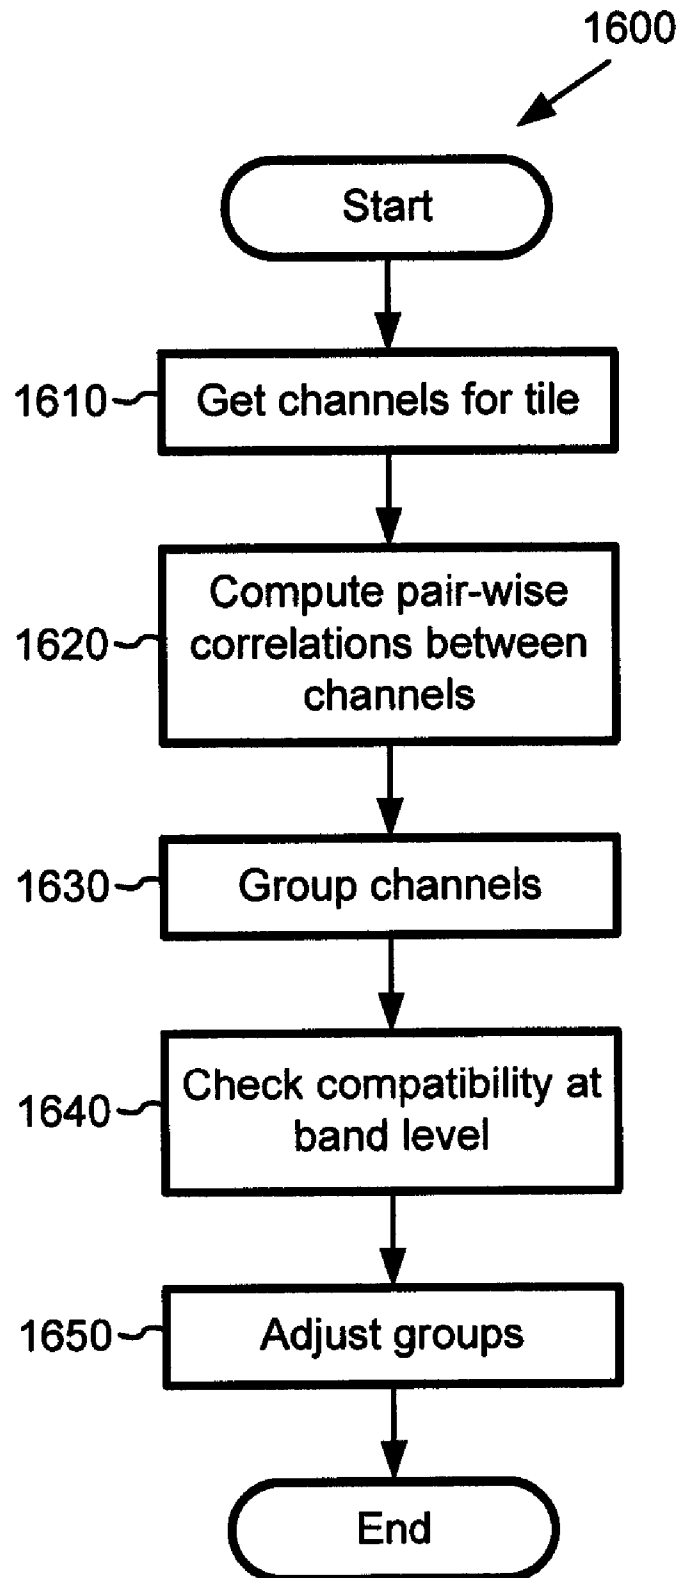 1600
Start
1610
Get channels for tile
1620
Compute pair-wise
correlations between
channels
1630
Group channels
1640
Check compatibility at
band level
1650
Adjust groups
End